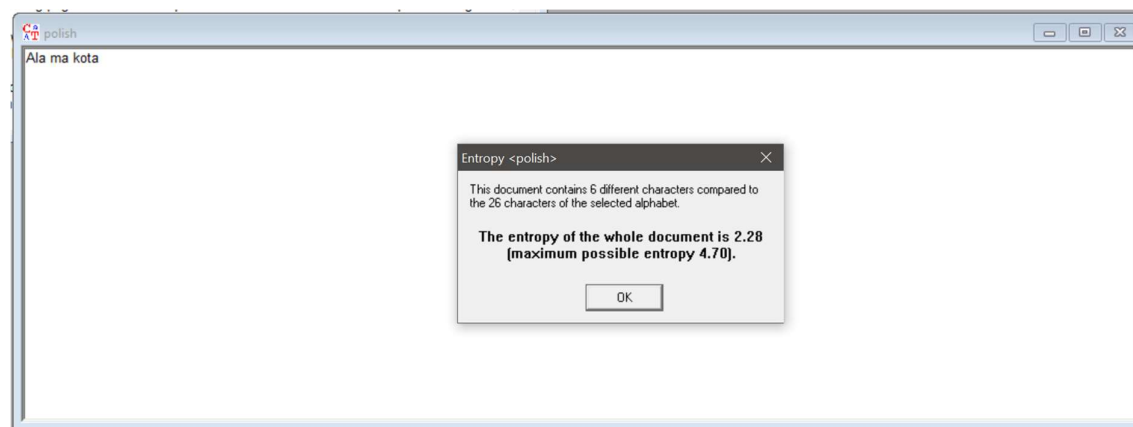 polish
Ala ma kota
Entropy <polish>
This document contains 6 different characters compared to
the 26 characters of the selected alphabet.
The entropy of the whole document is 2.28
(maximum possible entropy 4.70).
OK